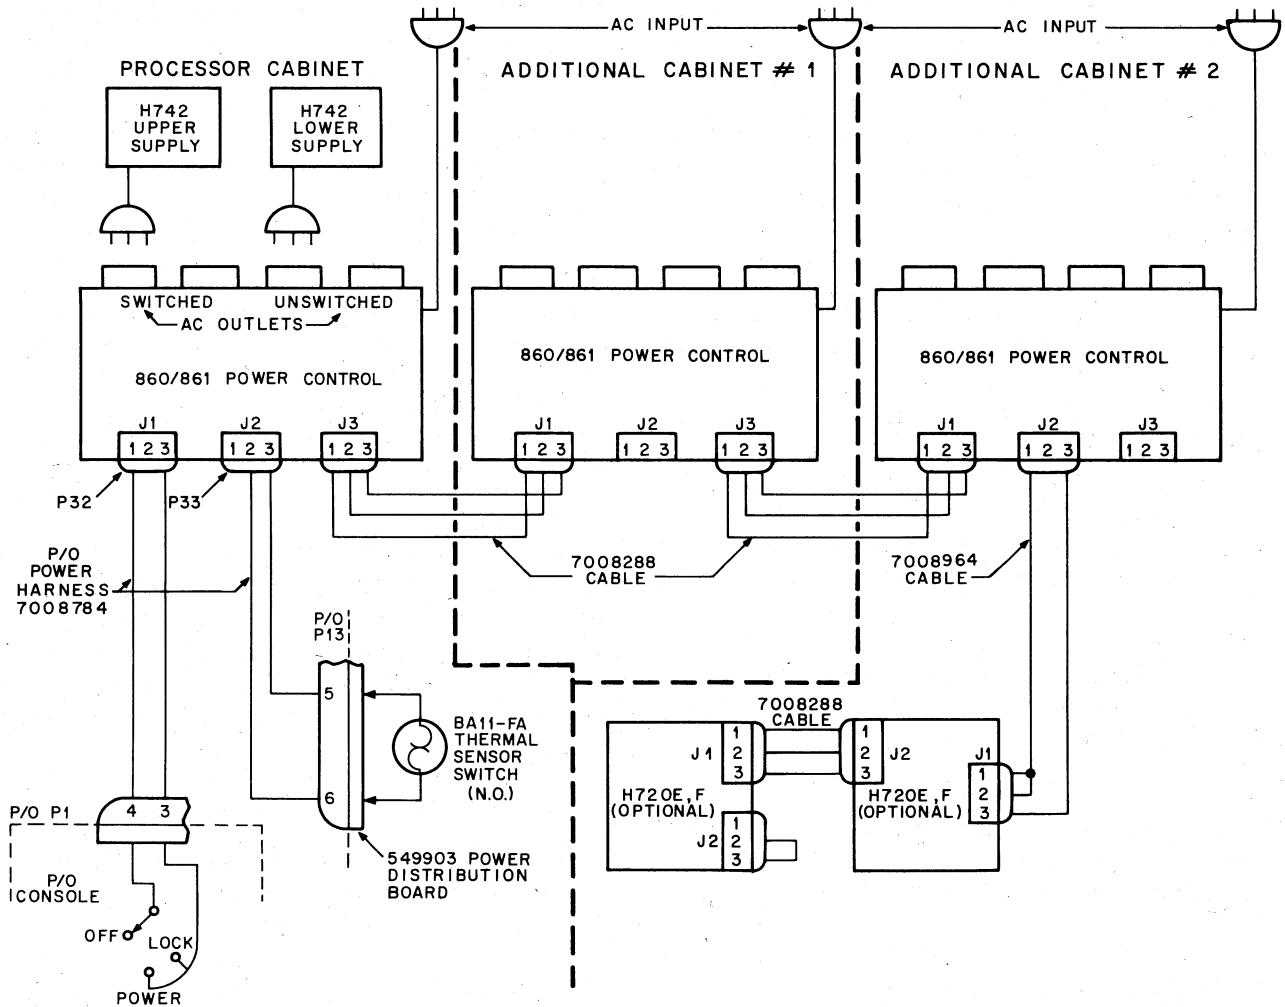 AC INPUT
AC INPUT
PROCESSOR CABINET
ADDITIONAL CABINET # 1
ADDITIONAL CABINET # 2
H742
UPPER
SUPPLY
H742
LOWER
SUPPLY
SWITCHED
UNSWITCHED
AC OUTLETS
860/861 POWER CONTROL
860/861 POWER CONTROL
860/861 POWER CONTROL
J1
J2
J3
J1
J2
J3
J1
J2
J3
1 2 3
1 2 3
1 2 3
1 2 3
1 2 3
1 2 3
1 2 3
1 2 3
1 2 3
P32
P33
P/O
POWER
HARNESS
7008784
7008288
CABLE
7008964
CABLE
P/O
P13
5
6
BA11-FA
THERMAL
SENSOR
SWITCH
(N.O.)
549903 POWER
DISTRIBUTION
BOARD
7008288
CABLE
J1
1
2
3
H720E,F
(OPTIONAL)
J2
1
2
3
1
2
3
J2
H720E,F
(OPTIONAL)
J1
1
2
3
P/O P1
4 3
P/O
CONSOLE
OFF
LOCK
POWER